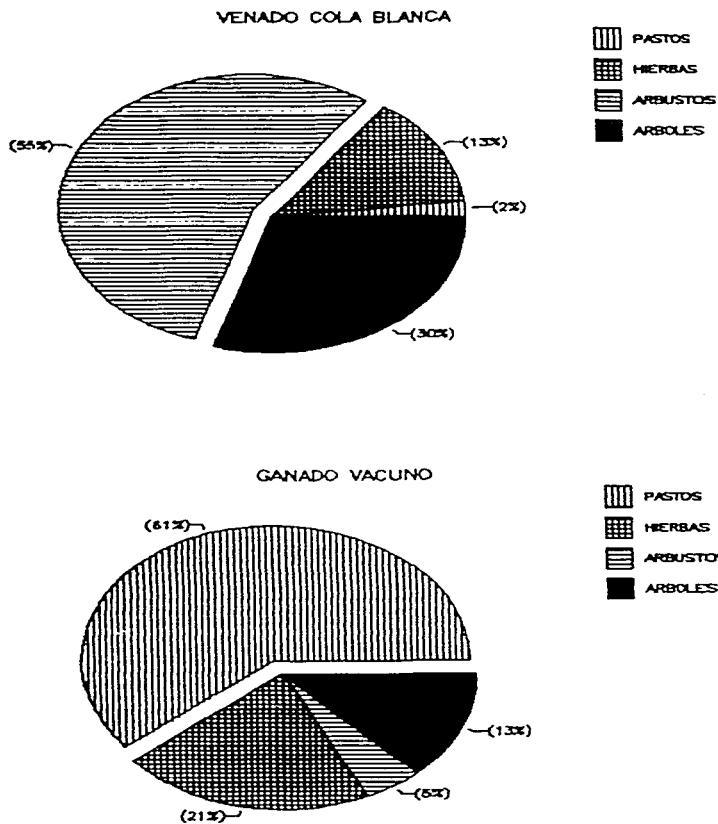 VENADO COLA BLANCA
PASTOS
HIERBAS
ARBUSTOS
ARBOLES
(55%)
(13%)
(2%)
(30%)
GANADO VACUNO
PASTOS
HIERBAS
ARBUSTO
ARBOLES
(61%)
(13%)
(5%)
(21%)